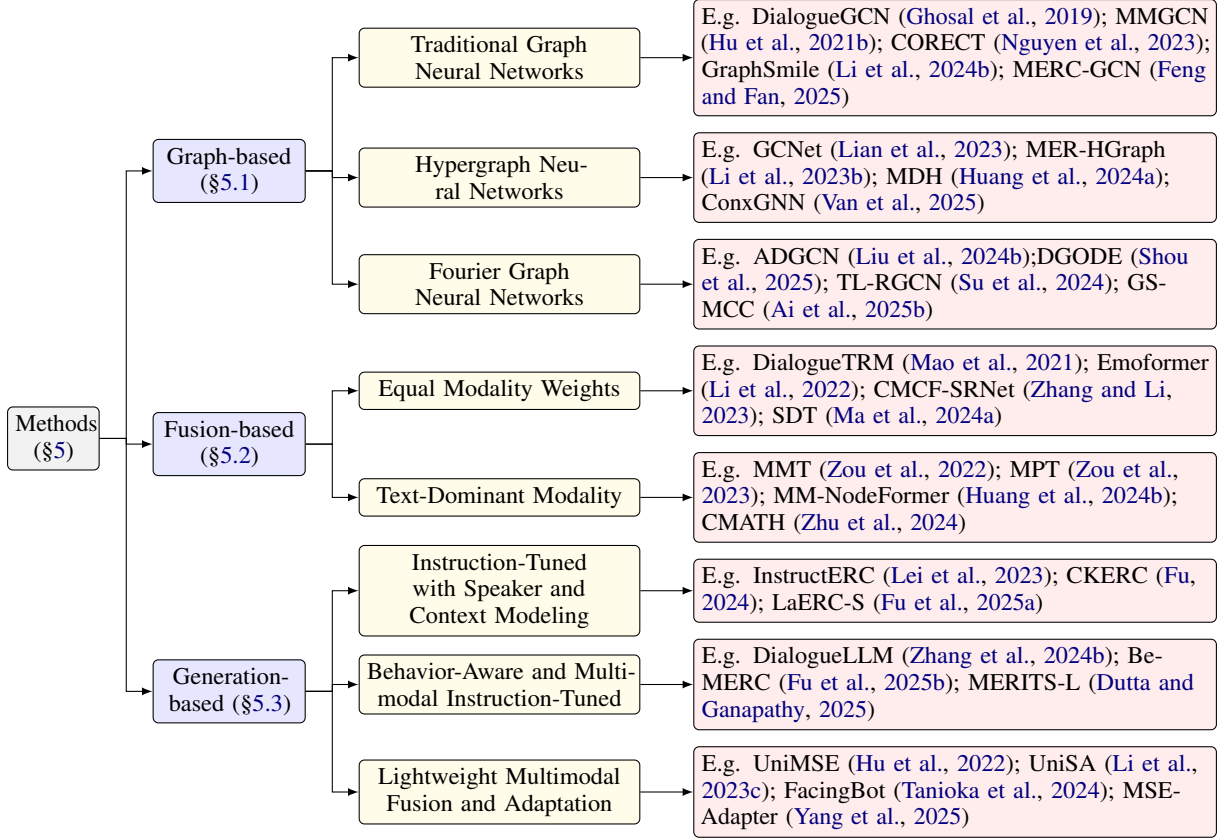 Methods
(§5)
Graph-based
(§5.1)
Traditional Graph
Neural Networks
E.g. DialogueGCN (Ghosal et al., 2019); MMGCN
(Hu et al., 2021b); CORECT (Nguyen et al., 2023);
GraphSmile (Li et al., 2024b); MERC-GCN (Feng
and Fan, 2025)
Hypergraph Neu-
ral Networks
E.g. GCNet (Lian et al., 2023); MER-HGraph
(Li et al., 2023b); MDH (Huang et al., 2024a);
ConxGNN (Van et al., 2025)
Fourier Graph
Neural Networks
E.g. ADGCN (Liu et al., 2024b);DGODE (Shou
et al., 2025); TL-RGCN (Su et al., 2024); GS-
MCC (Ai et al., 2025b)
Fusion-based
(§5.2)
Equal Modality Weights
E.g. DialogueTRM (Mao et al., 2021); Emoformer
(Li et al., 2022); CMCF-SRNet (Zhang and Li,
2023); SDT (Ma et al., 2024a)
Text-Dominant Modality
E.g. MMT (Zou et al., 2022); MPT (Zou et al.,
2023); MM-NodeFormer (Huang et al., 2024b);
CMATH (Zhu et al., 2024)
Generation-
based (§5.3)
Instruction-Tuned
with Speaker and
Context Modeling
E.g. InstructERC (Lei et al., 2023); CKERC (Fu,
2024); LaERC-S (Fu et al., 2025a)
Behavior-Aware and Multi-
modal Instruction-Tuned
E.g. DialogueLLM (Zhang et al., 2024b); Be-
MERC (Fu et al., 2025b); MERITS-L (Dutta and
Ganapathy, 2025)
Lightweight Multimodal
Fusion and Adaptation
E.g. UniMSE (Hu et al., 2022); UniSA (Li et al.,
2023c); FacingBot (Tanioka et al., 2024); MSE-
Adapter (Yang et al., 2025)